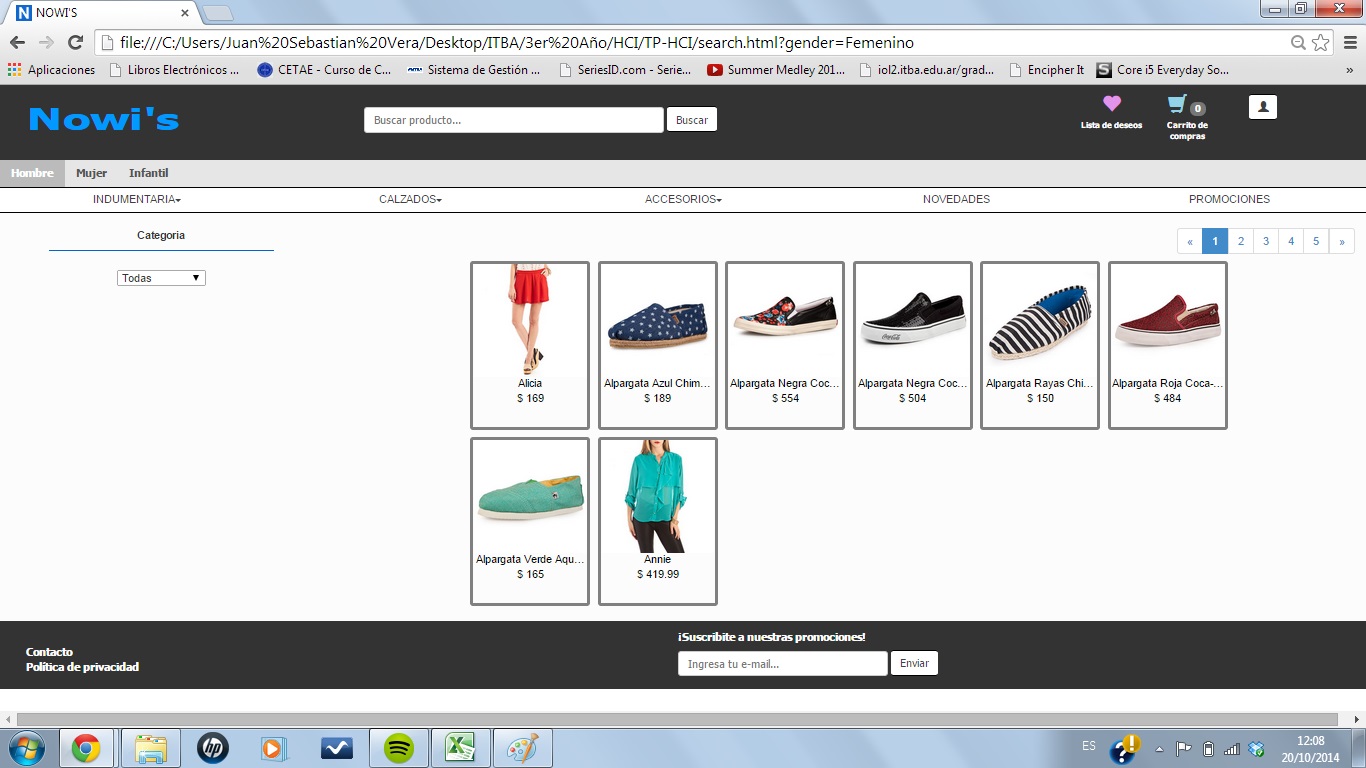 NOWI'S
file:///C:/Users/Juan%20Sebastian%20Vera/Desktop/ITBA/3er%20Año/HCI/TP-HCI/search.html?gender=Femenino
Aplicaciones
Libros Electrónicos ...
CETAE - Curso de C...
Sistema de Gestión ...
SeriesID.com - Serie...
Summer Medley 201...
iol2.itba.edu.ar/grad...
Encipher It
Core i5 Everyday So...
»
Nowi's
Buscar producto...
Buscar
Lista de deseos
0
Carrito de
compras
Hombre
Mujer
Infantil
INDUMENTARIA
CALZADOS
ACCESORIOS
NOVEDADES
PROMOCIONES
Categoria
Todas
« 1 2 3 4 5 »
Alicia
$ 169
Alpargata Azul Chim...
$ 189
Alpargata Negra Coc...
$ 554
Alpargata Negra Coc...
$ 504
Alpargata Rayas Chi...
$ 150
Alpargata Roja Coca-...
$ 484
Alpargata Verde Aqu...
$ 165
Annie
$ 419.99
Contacto
Política de privacidad
¡Suscribite a nuestras promociones!
Ingresa tu e-mail...
Enviar
ES
12:08
20/10/2014